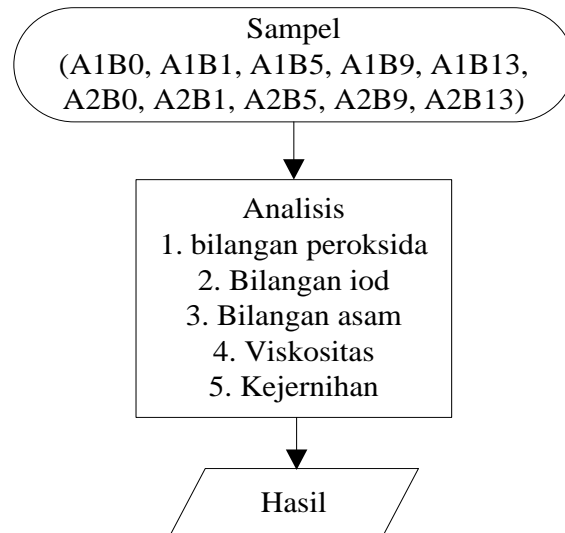 Sampel
(A1B0, A1B1, A1B5, A1B9, A1B13,
A2B0, A2B1, A2B5, A2B9, A2B13)
Analisis
1. bilangan peroksida
2. Bilangan iod
3. Bilangan asam
4. Viskositas
5. Kejernihan
Hasil